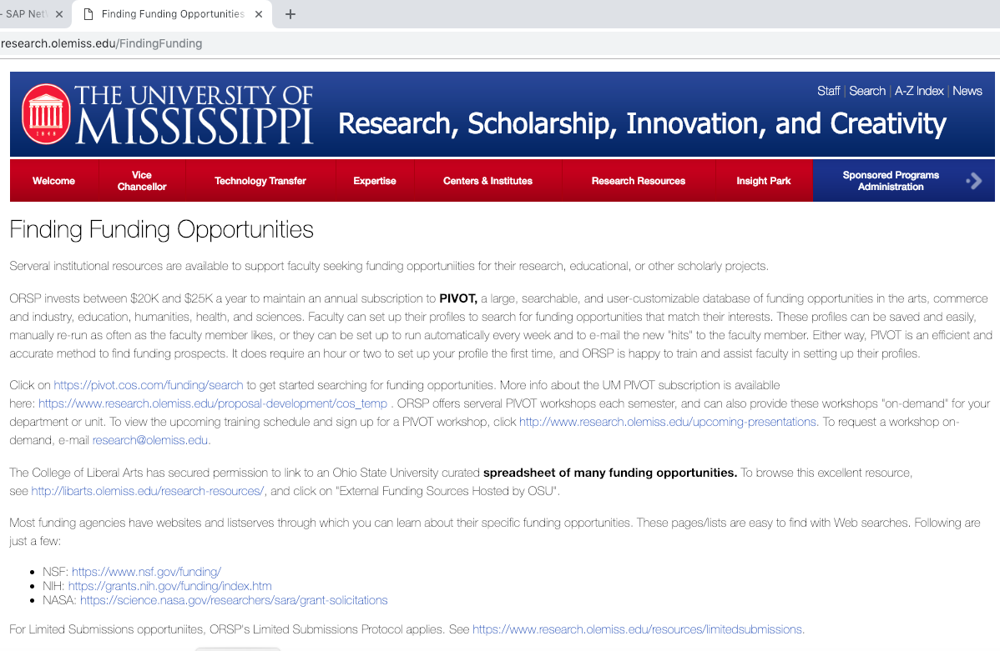 - SAP Net
Finding Funding Opportunities
research.olemiss.edu/FindingFunding
THE UNIVERSITY OF
MISSISSIPPI
1848
Staff | Search | A-Z Index | News
Research, Scholarship, Innovation, and Creativity
Welcome
Vice
Chancellor
Technology Transfer
Expertise
Centers & Institutes
Research Resources
Insight Park
Sponsored Programs
Administration
Finding Funding Opportunities
Serveral institutional resources are available to support faculty seeking funding opportuniities for their research, educational, or other scholarly projects.
ORSP invests between $20K and $25K a year to maintain an annual subscription to PIVOT, a large, searchable, and user-customizable database of funding opportunities in the arts, commerce
and industry, education, humanities, health, and sciences. Faculty can set up their profiles to search for funding opportunities that match their interests. These profiles can be saved and easily,
manually re-run as often as the faculty member likes, or they can be set up to run automatically every week and to e-mail the new "hits" to the faculty member. Either way, PIVOT is an efficient and
accurate method to find funding prospects. It does require an hour or two to set up your profile the first time, and ORSP is happy to train and assist faculty in setting up their profiles.
Click on https://pivot.cos.com/funding/search to get started searching for funding opportunities. More info about the UM PIVOT subscription is availablle
here: https://www.research.olemiss.edu/proposal-development/cos_temp . ORSP offers serveral PIVOT workshops each semester, and can also provide these workshops "on-demand" for your
department or unit. To view the upcoming training schedule and sign up for a PIVOT workshop, click http://www.research.olemiss.edu/upcoming-presentations. To request a workshop on-
demand, e-mail research@olemiss.edu.
The College of Liberal Arts has secured permission to link to an Ohio State University curated spreadsheet of many funding opportunities. To browse this excellent resource,
see http://libarts.olemiss.edu/research-resources/, and click on "External Funding Sources Hosted by OSU".
Most funding agencies have websites and listserves through which you can learn about their specific funding opportunities. These pages/lists are easy to find with Web searches. Following are
just a few:
• NSF: https://www.nsf.gov/funding/
• NIH: https://grants.nih.gov/funding/index.htm
• NASA: https://science.nasa.gov/researchers/sara/grant-solicitations
For Limited Submissions opportuniites, ORSP's Limited Submissions Protocol applies. See https://www.research.olemiss.edu/resources/limitedsubmissions.